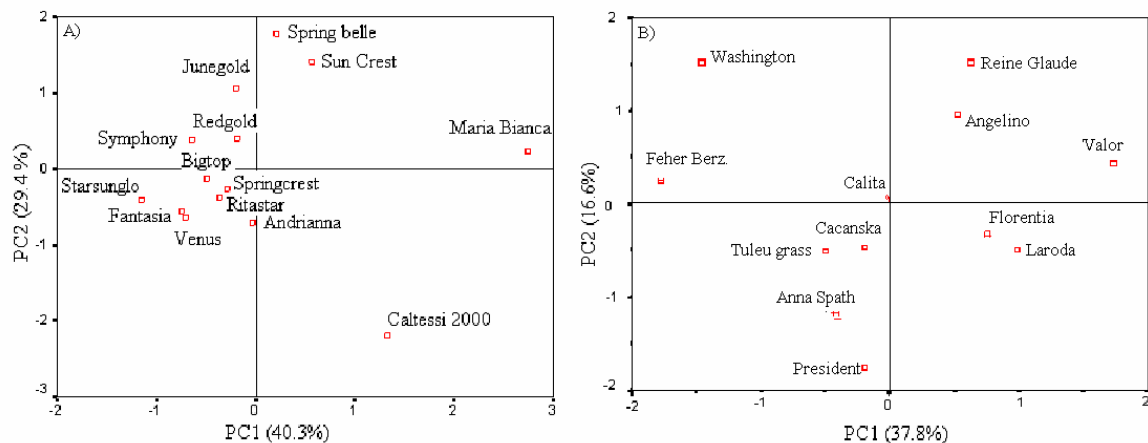 A)
2
1
0
-1
-2
-3
PC2 (29.4 %)
Spring belle
Sun Crest
Junegold
Redgold
Symphony
Maria Bianca
Bigtop
Starsunglo
Springcrest
Fantasia
Ritastar
Venus
Andrianna
Caltessi 2000
-2
-1
0
1
2
3
PC1 (40.3%)
B)
2
1
0
-1
-2
PC2 (16.6%)
Washington
Reine Glaude
Angelino
Valor
Feher Berz.
Calita
Florentia
Cacanska
Tuleu grass
Laroda
Anna Spath
President
-2
-1
0
1
2
PC1 (37.8%)